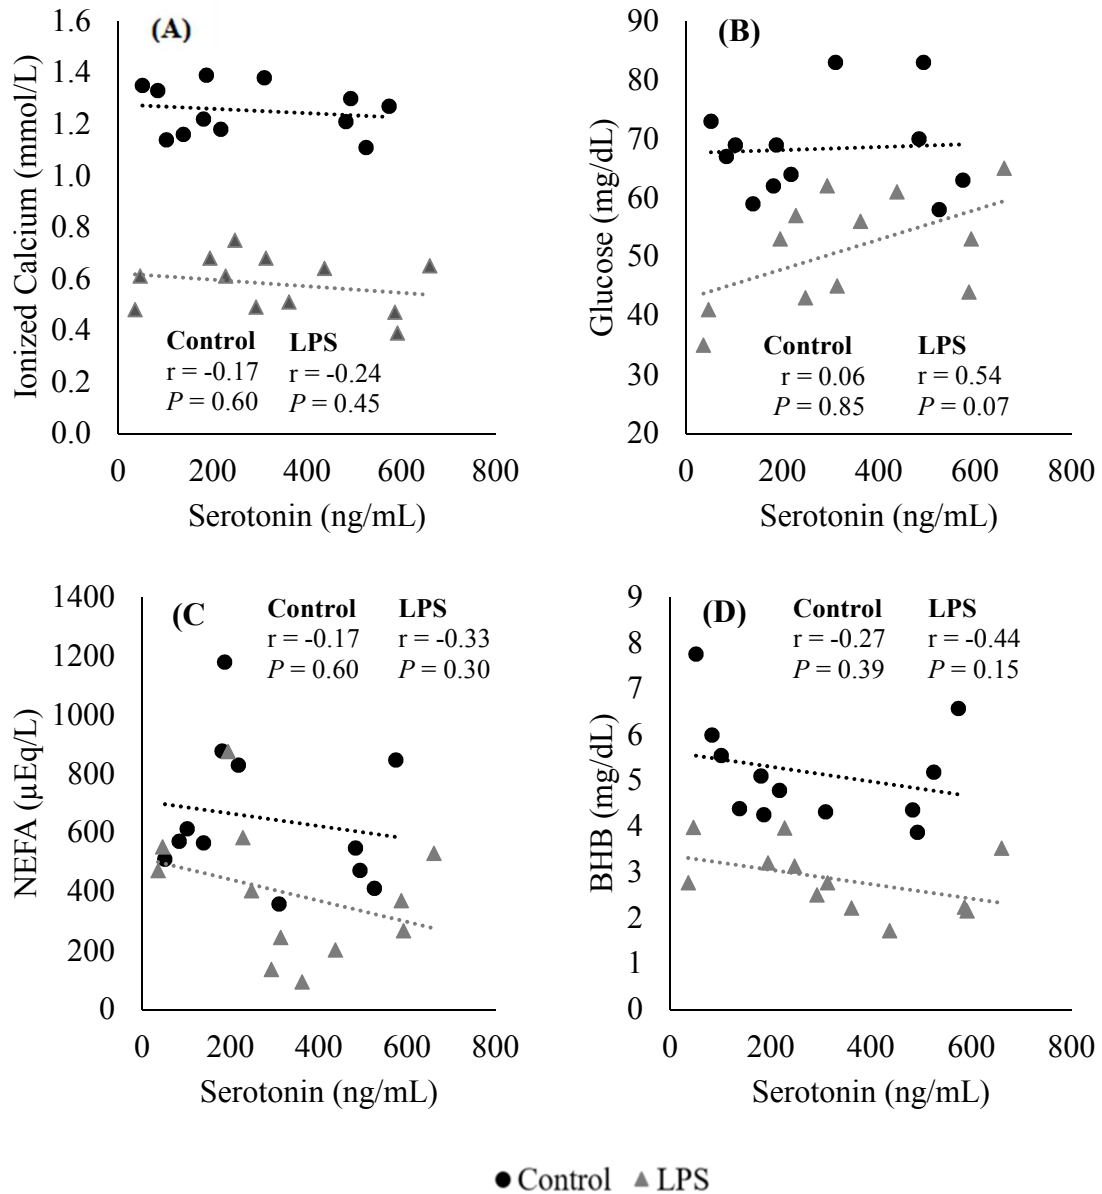 (A)
1.6
1.4
1.2
1.0
0.8
0.6
0.4
0.2
0.0
Ionized Calcium (mmol/L)
Control LPS
r = -0.17 r = -0.24
P = 0.60 P = 0.45
0 200 400 600 800
Serotonin (ng/mL)
(B)
90
80
70
60
50
40
30
20
Glucose (mg/dL)
Control LPS
r = 0.06 r = 0.54
P = 0.85 P = 0.07
0 200 400 600 800
Serotonin (ng/mL)
(C
1400
1200
1000
800
600
400
200
0
NEFA (µEq/L)
Control LPS
r = -0.17 r = -0.33
P = 0.60 P = 0.30
0 200 400 600 800
Serotonin (ng/mL)
(D)
9
8
7
6
5
4
3
2
1
0
BHB (mg/dL)
Control LPS
r = -0.27 r = -0.44
P = 0.39 P = 0.15
0 200 400 600 800
Serotonin (ng/mL)
Control LPS